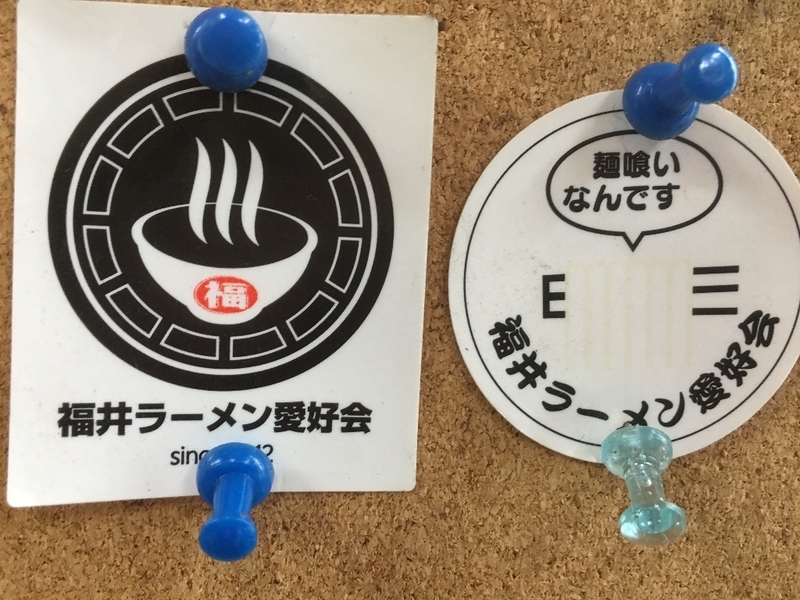 福
福井ラーメン愛好会
麺喰い
なんです
E 三
福井ラーメン愛好会